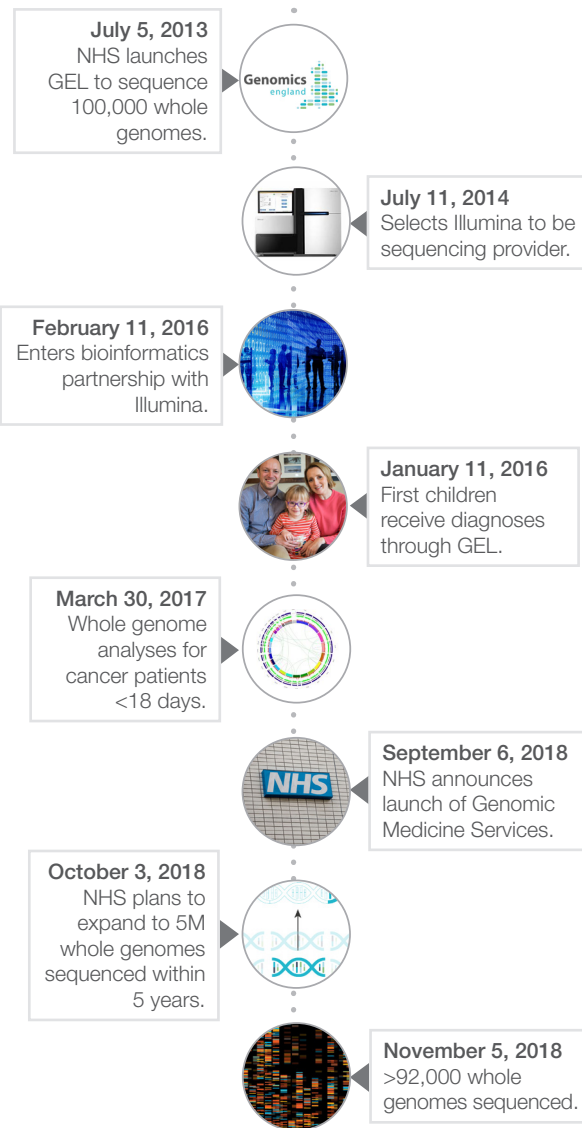 July 5, 2013
NHS launches
GEL to sequence
100,000 whole
genomes.
Genomics
england
July 11, 2014
Selects Illumina to be
sequencing provider.
February 11, 2016
Enters bioinformatics
partnership with
Illumina.
January 11, 2016
First children
receive diagnoses
through GEL.
March 30, 2017
Whole genome
analyses for
cancer patients
<18 days.
September 6, 2018
NHS announces
launch of Genomic
Medicine Services.
NHS
October 3, 2018
NHS plans to
expand to 5M
whole genomes
sequenced within
5 years.
November 5, 2018
>92,000 whole
genomes sequenced.